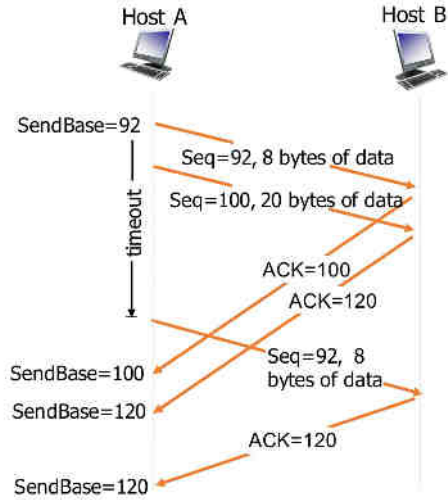 Host A
Host B
SendBase=92
Seq=92, 8 bytes of data
Seq=100, 20 bytes of data
timeout
ACK=100
ACK=120
Seq=92, 8
bytes of data
SendBase=100
SendBase=120
ACK=120
SendBase=120